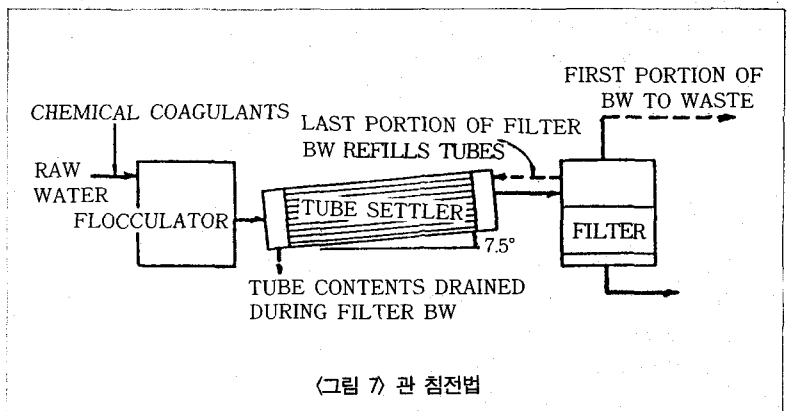 FIRST PORTION OF
BW TO WASTE
CHEMICAL COAGULANTS
LAST PORTION OF FILTER
BW REFILLS TUBES
RAW
WATER
FLOCCULATOR
TUBE SETTLER
FILTER
7.5°
TUBE CONTENTS DRAINED
DURING FILTER BW
〈그림 7〉 관 침전법